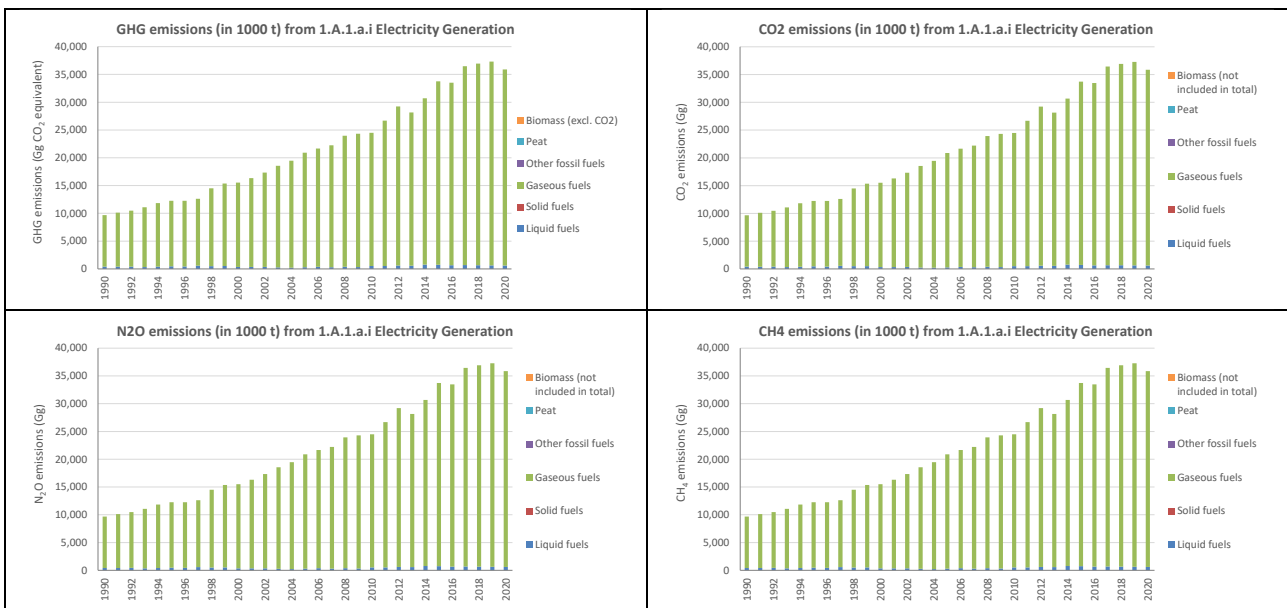 GHG emissions (in 1000 t) from 1.A.1.a.i Electricity Generation
GHG emissions (Gg CO2 equivalent)
40,000
35,000
30,000
25,000
20,000
15,000
10,000
5,000
0
1990 1992 1994 1996 1998 2000 2002 2004 2006 2008 2010 2012 2014 2016 2018 2020
Biomass (excl. CO2)
Peat
Other fossil fuels
Gaseous fuels
Solid fuels
Liquid fuels
CO2 emissions (in 1000 t) from 1.A.1.a.i Electricity Generation
CO2 emissions (Gg)
40,000
35,000
30,000
25,000
20,000
15,000
10,000
5,000
0
1990 1992 1994 1996 1998 2000 2002 2004 2006 2008 2010 2012 2014 2016 2018 2020
Biomass (not
included in total)
Peat
Other fossil fuels
Gaseous fuels
Solid fuels
Liquid fuels
N2O emissions (in 1000 t) from 1.A.1.a.i Electricity Generation
N2O emissions (Gg)
40,000
35,000
30,000
25,000
20,000
15,000
10,000
5,000
0
1990 1992 1994 1996 1998 2000 2002 2004 2006 2008 2010 2012 2014 2016 2018 2020
Biomass (not
included in total)
Peat
Other fossil fuels
Gaseous fuels
Solid fuels
Liquid fuels
CH4 emissions (in 1000 t) from 1.A.1.a.i Electricity Generation
CH4 emissions (Gg)
40,000
35,000
30,000
25,000
20,000
15,000
10,000
5,000
0
1990 1992 1994 1996 1998 2000 2002 2004 2006 2008 2010 2012 2014 2016 2018 2020
Biomass (not
included in total)
Peat
Other fossil fuels
Gaseous fuels
Solid fuels
Liquid fuels